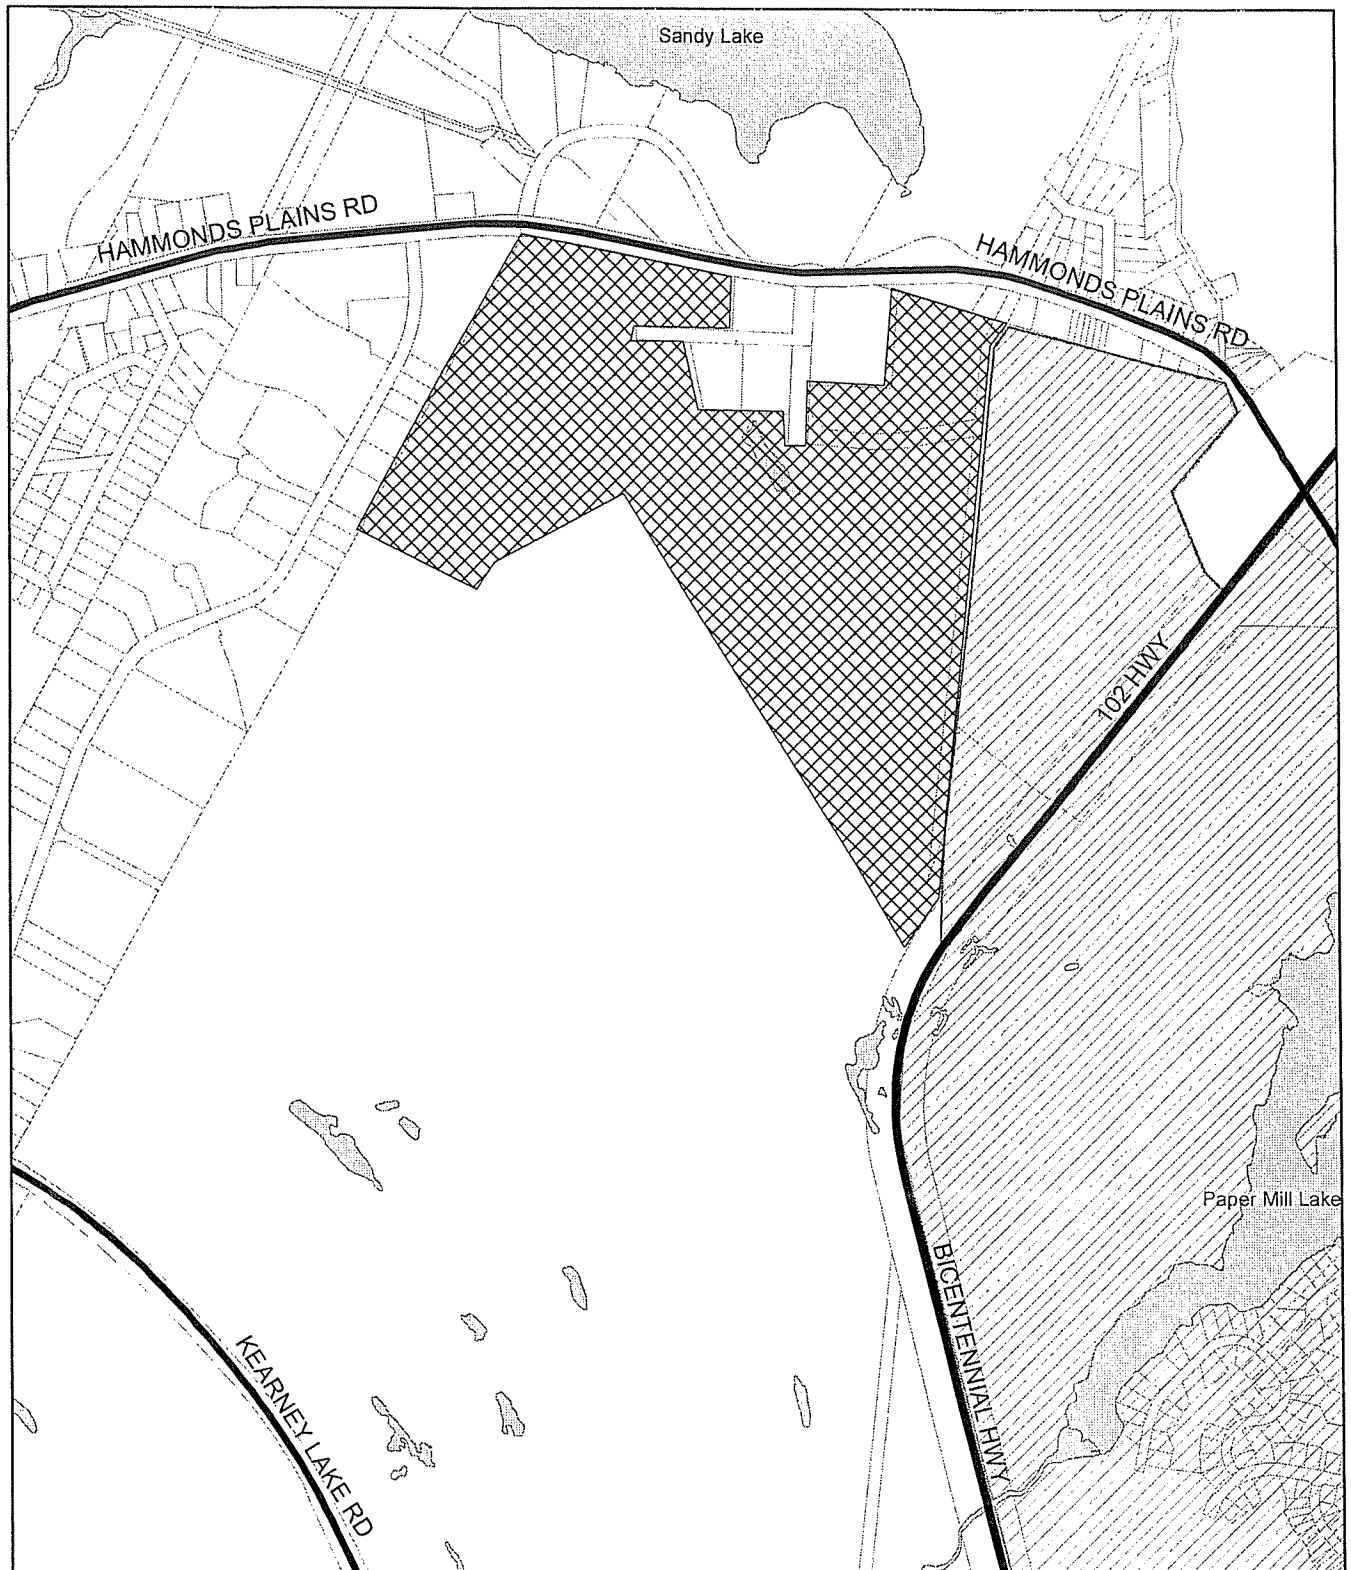 Sandy Lake
HAMMONDS PLAINS RD
HAMMONDS PLAINS RD
102 HWY
Paper Mill Lake
BICENTENNIAL HWY
KEARNEY LAKE RD